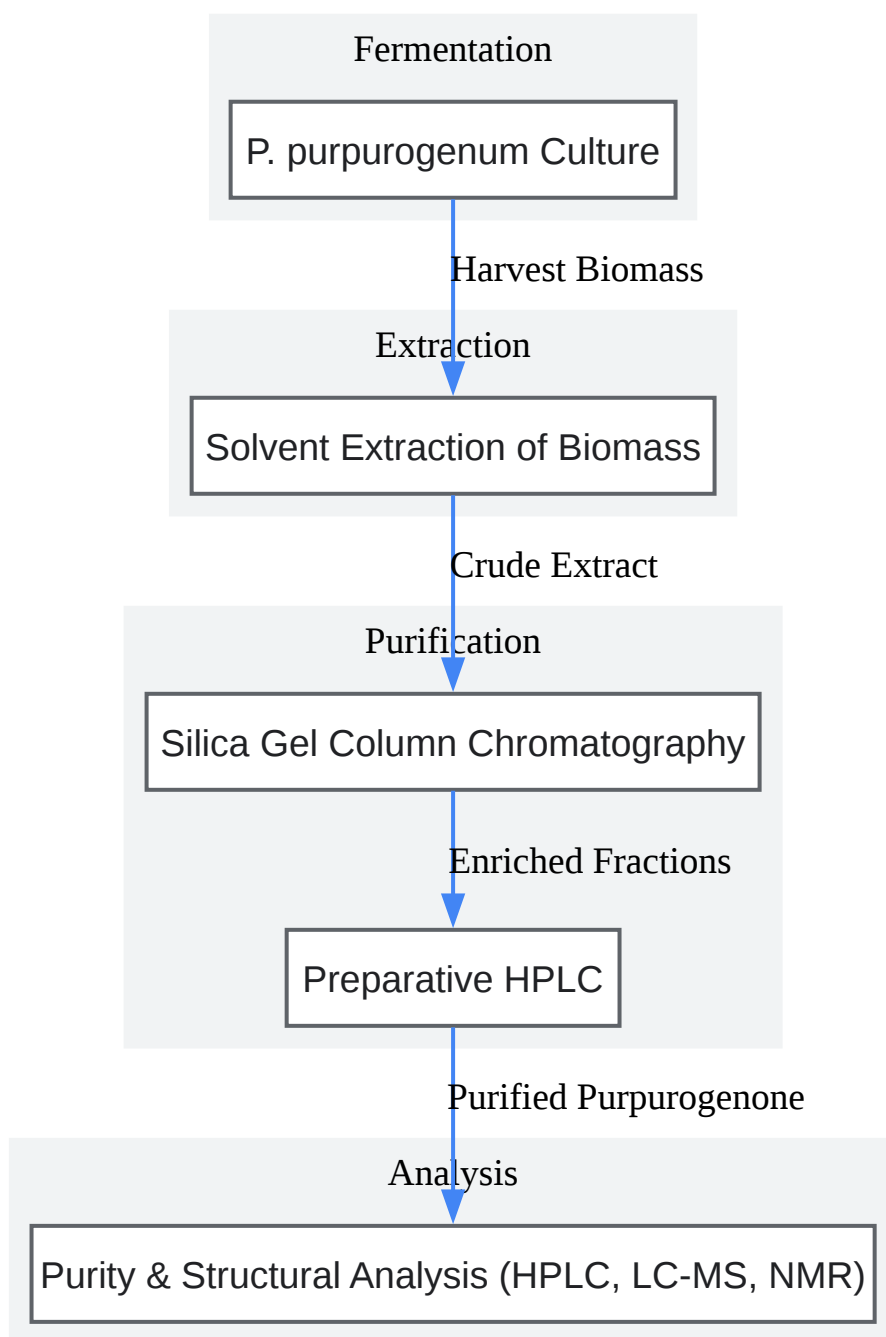 Fermentation
P. purpurogenum Culture
Harvest Biomass
Extraction
Solvent Extraction of Biomass
Crude Extract
Purification
Silica Gel Column Chromatography
Enriched Fractions
Preparative HPLC
Purified Purpurogenone
Analysis
Purity & Structural Analysis (HPLC, LC-MS, NMR)